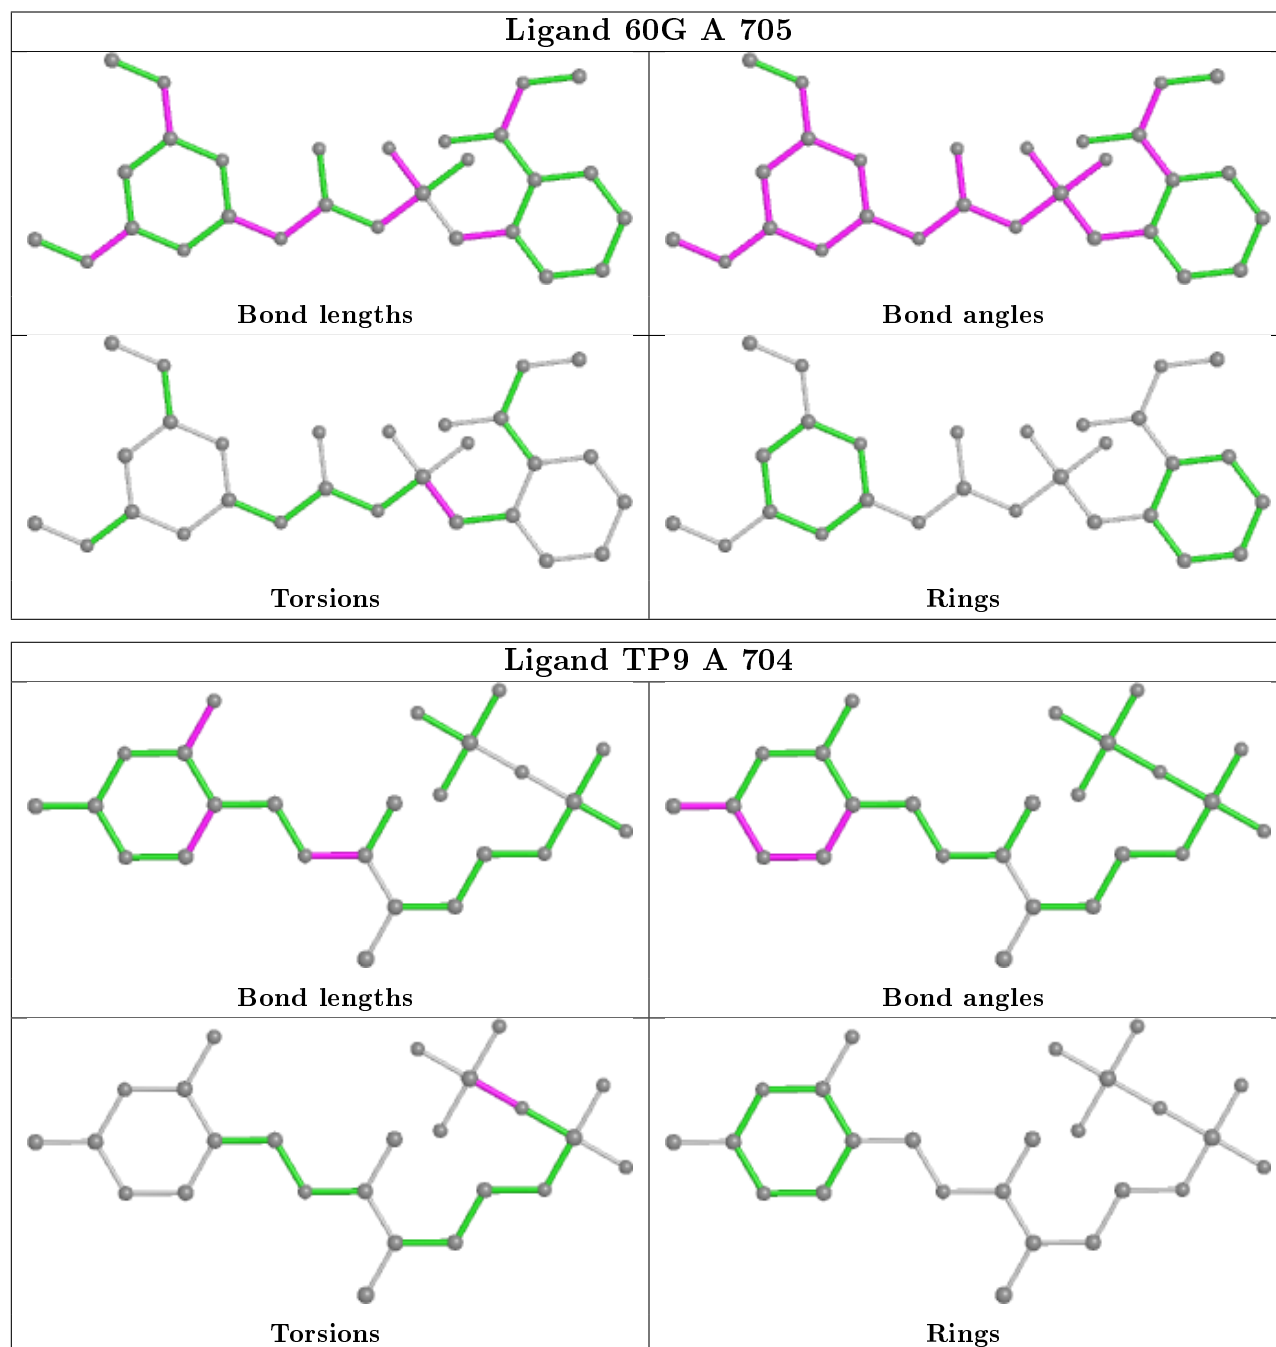 Ligand 60G A 705
Bond lengths
Bond angles
Torsions
Rings
Ligand TP9 A 704
Bond lengths
Bond angles
Torsions
Rings